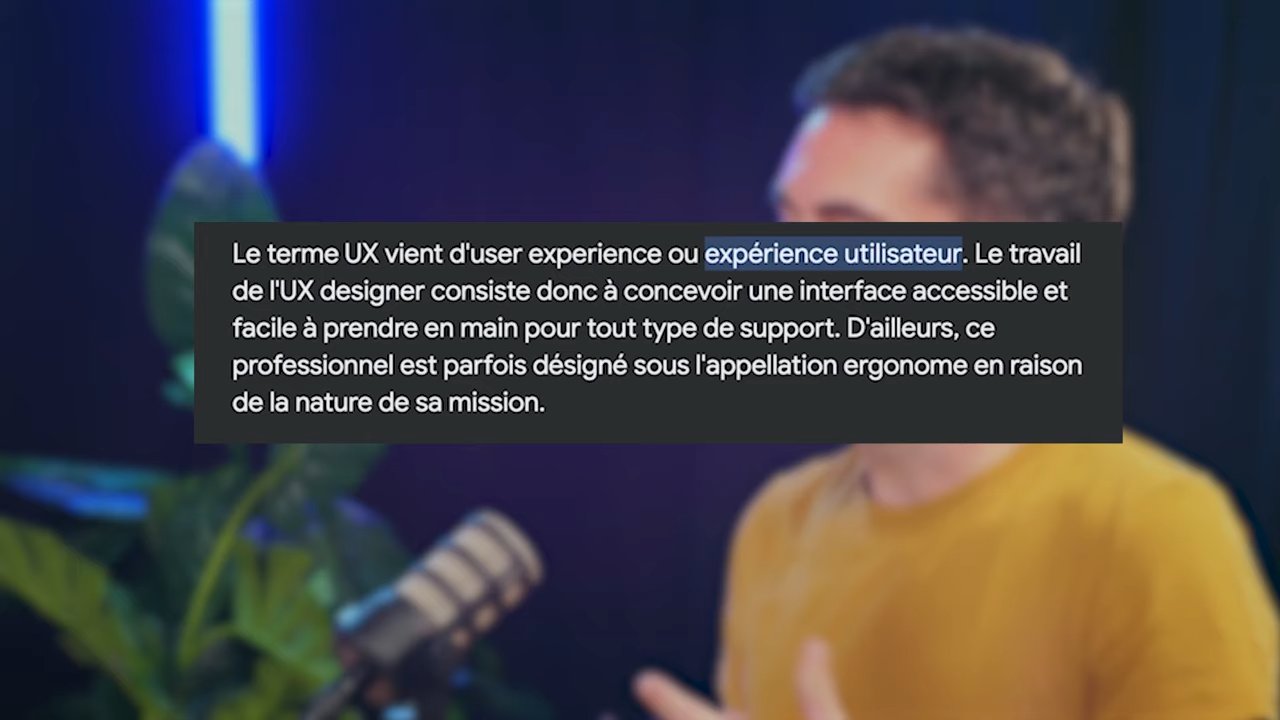 Le terme UX vient d'user experience ou expérience utilisateur. Le travail
de l'UX designer consiste donc à concevoir une interface accessible et
facile à prendre en main pour tout type de support. D'ailleurs, ce
professionnel est parfois désigné sous l'appellation ergonome en raison
de la nature de sa mission.